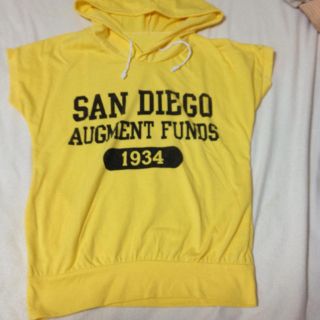 SAN DIEGO
AUGMENT FUNDS
1934